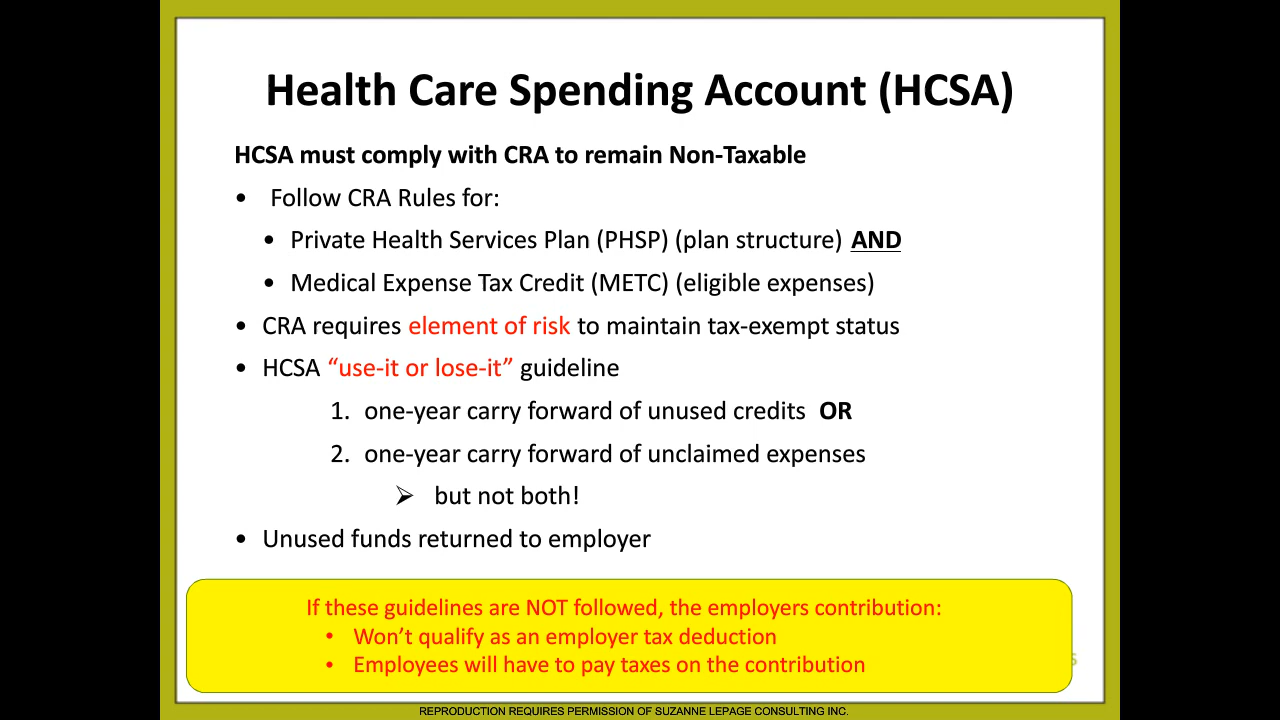 Health Care Spending Account (HCSA)
HCSA must comply with CRA to remain Non-Taxable
• Follow CRA Rules for:
• Private Health Services Plan (PHSP) (plan structure) AND
• Medical Expense Tax Credit (METC) (eligible expenses)
• CRA requires element of risk to maintain tax-exempt status
• HCSA “use-it or lose-it” guideline
1. one-year carry forward of unused credits OR
2. one-year carry forward of unclaimed expenses
➢ but not both!
• Unused funds returned to employer
If these guidelines are NOT followed, the employers contribution:
• Won’t qualify as an employer tax deduction
• Employees will have to pay taxes on the contribution
REPRODUCTION REQUIRES PERMISSION OF SUZANNE LEPAGE CONSULTING INC.